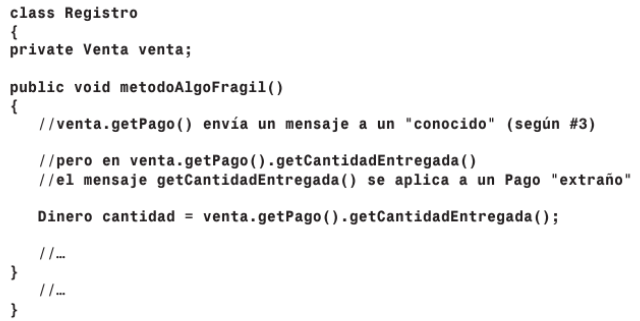 class Registro
{
private Venta venta;
public void metodoAlgoFragil()
{
//venta.getPago() envía un mensaje a un "conocido" (según #3)
//pero en venta.getPago().getCantidadEntregada()
//el mensaje getCantidadEntregada() se aplica a un Pago "extraño"
Dinero cantidad = venta.getPago().getCantidadEntregada();
//…
}
//…
}